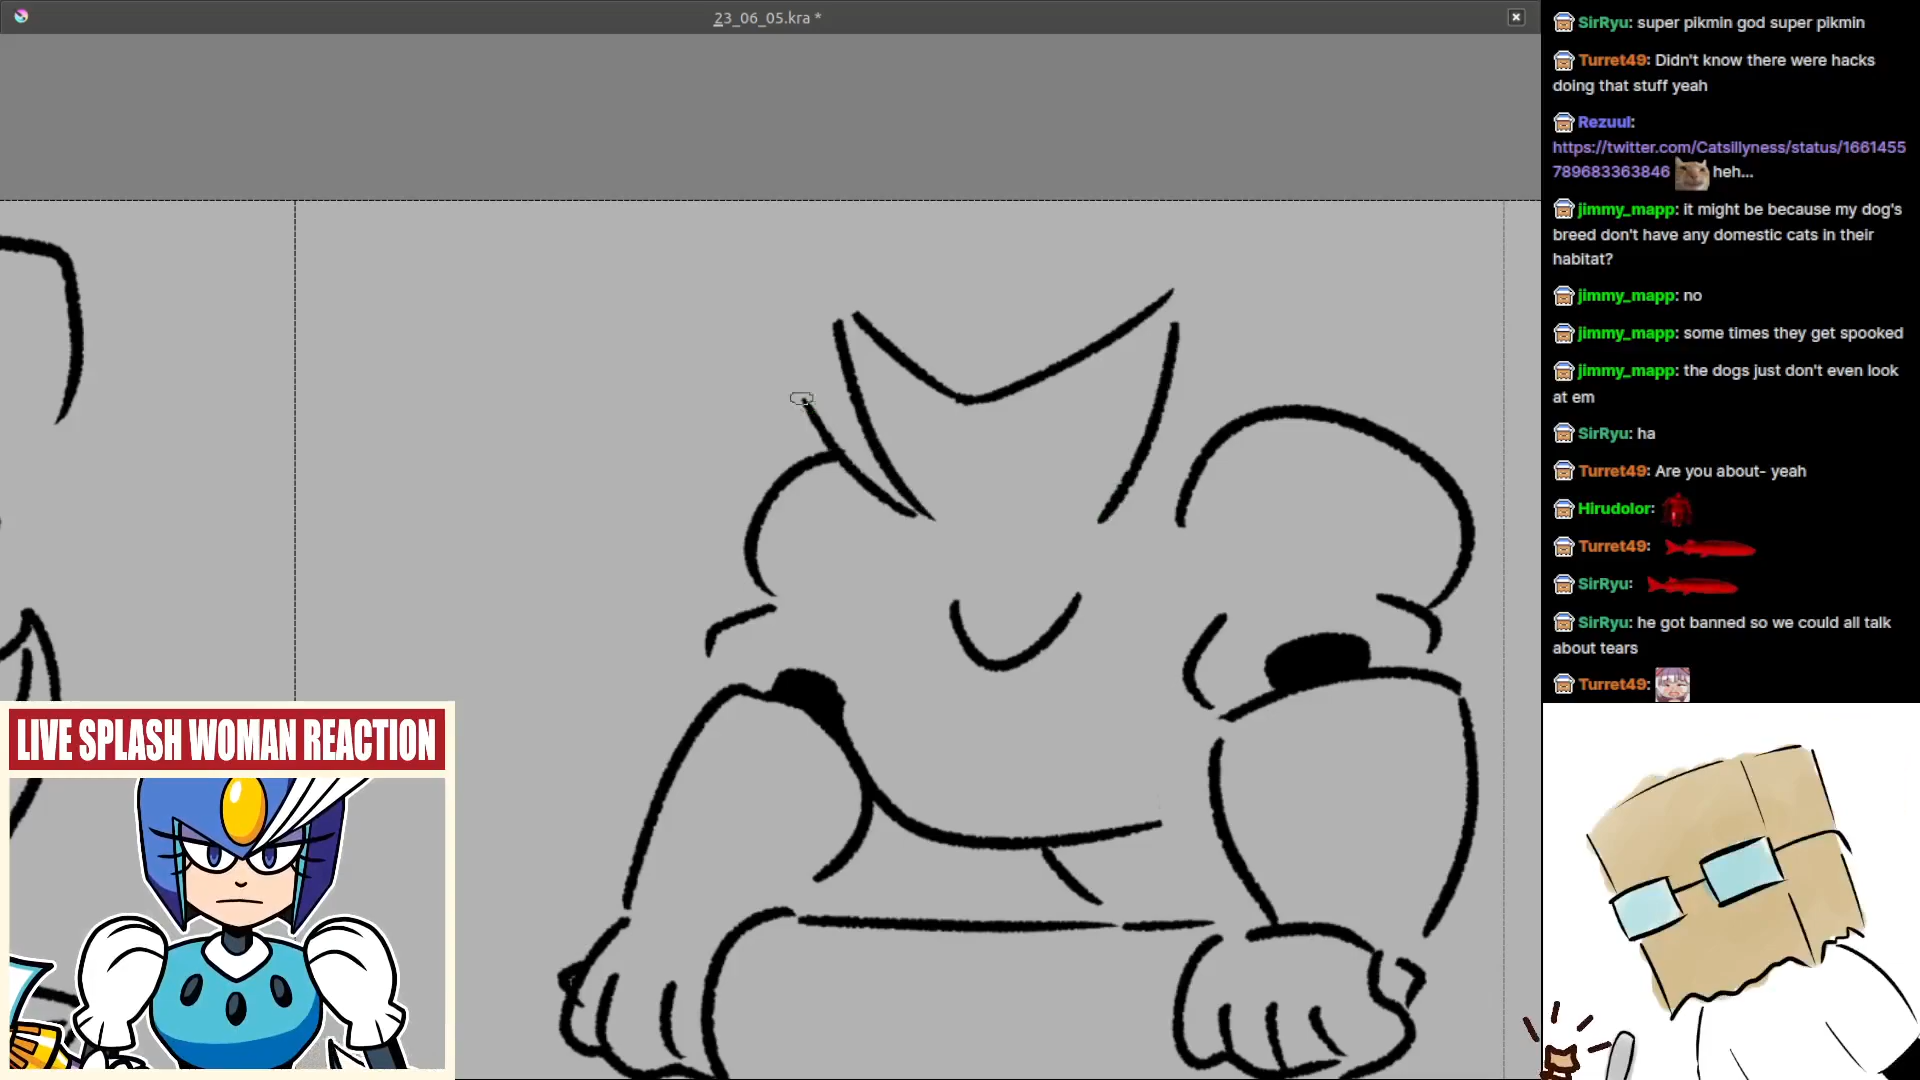 23_06_05.kra *
SirRyu: super pikmin god super pikmin
Turret49: Didn't know there were hacks
doing that stuff yeah
Rezuul:
https://twitter.com/Catsillyness/status/1661455
789683363846 heh...
jimmy_mapp: it might be because my dog's
breed don't have any domestic cats in their
habitat?
jimmy_mapp: no
jimmy_mapp: some times they get spooked
jimmy_mapp: the dogs just don't even look
at em
SirRyu: ha
Turret49: Are you about- yeah
Hirudolor:
Turret49:
SirRyu:
SirRyu: he got banned so we could all talk
about tears
Turret49:
LIVE SPLASH WOMAN REACTION